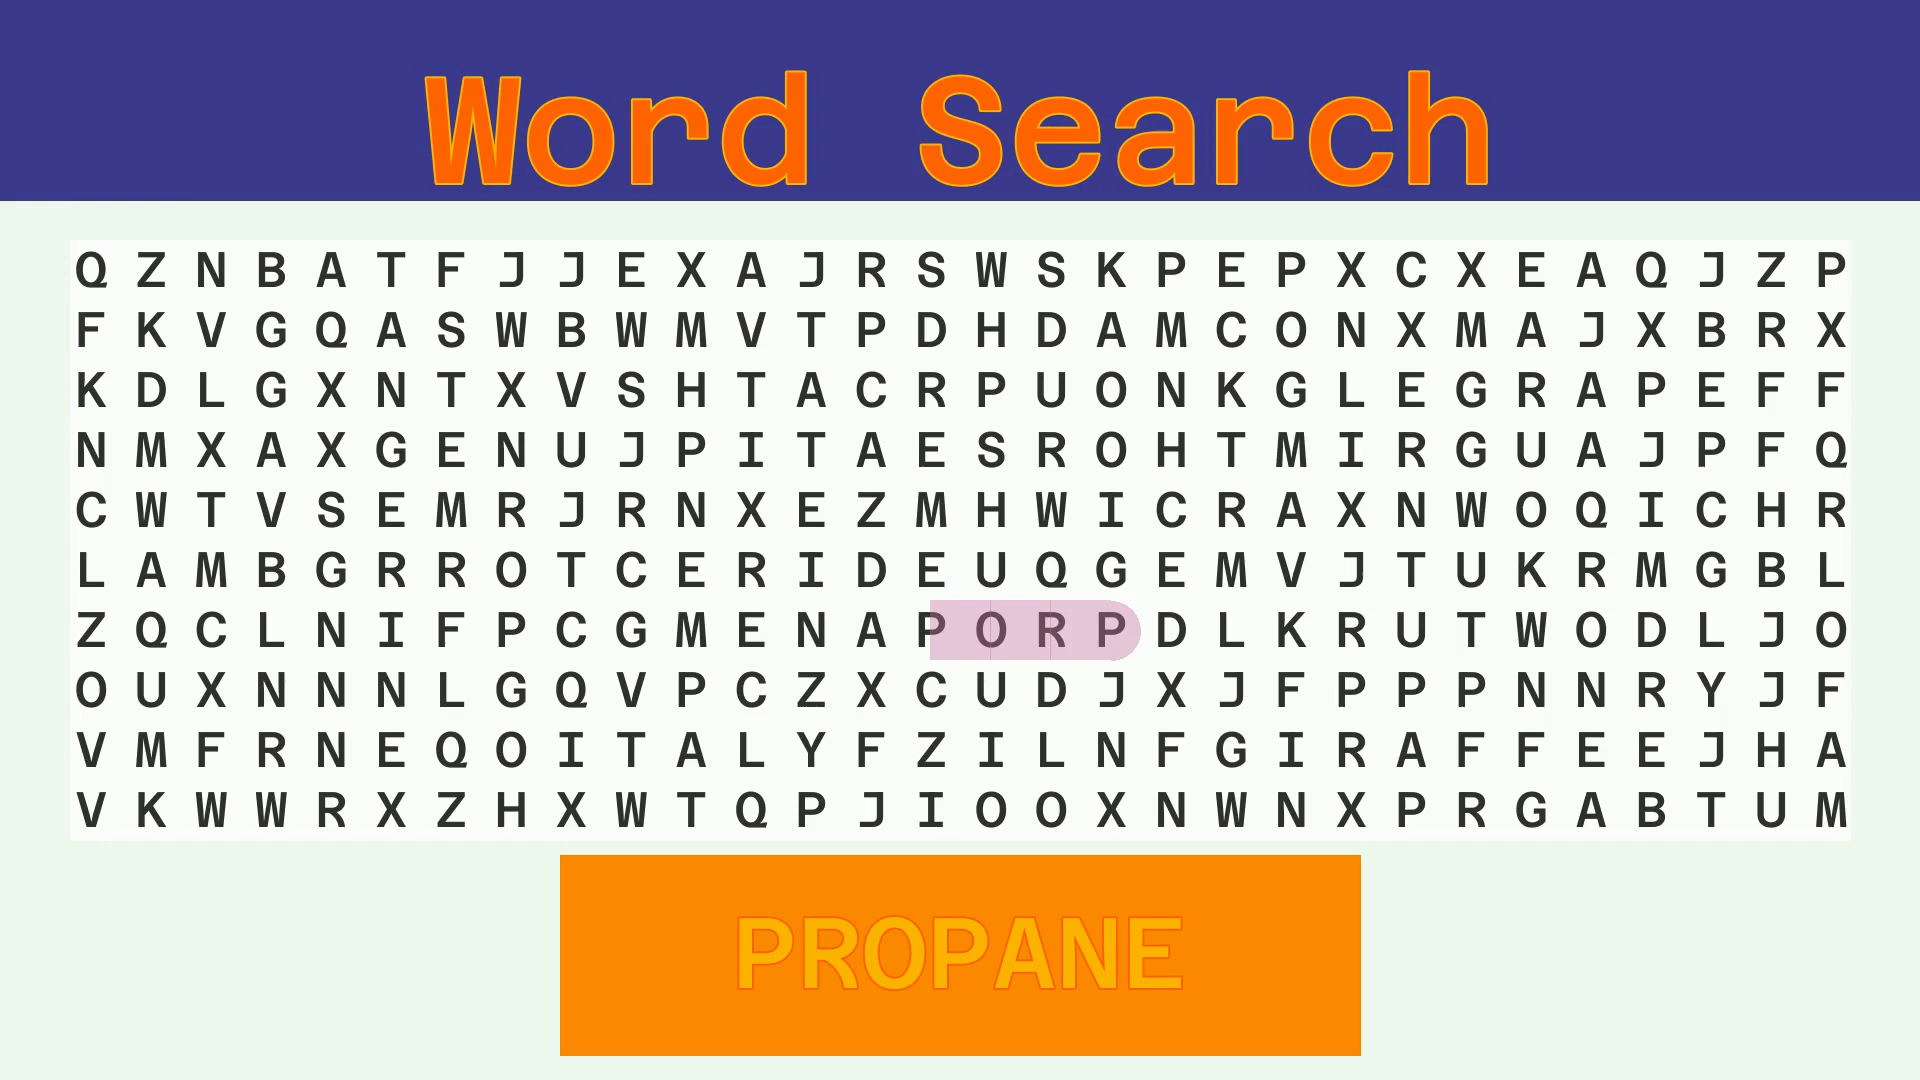 Word Search
Q Z N B A T F J J E X A J R S W S K P E P X C X E A Q J Z P
F K V G Q A S W B W M V T P D H D A M C O N X M A J X B R X
K D L G X N T X V S H T A C R P U O N K G L E G R A P E F F
N M X A X G E N U J P I T A E S R O H T M I R G U A J P F Q
C W T V S E M R J R N X E Z M H W I C R A X N W O Q I C H R
L A M B G R R O T C E R I D E U Q G E M V J T U K R M G B L
Z Q C L N I F P C G M E N A P O R P D L K R U T W O D L J O
O U X N N N L G Q V P C Z X C U D J X J F P P P N N R Y J F
V M F R N E Q O I T A L Y F Z I L N F G I R A F F E E J H A
V K W W R X Z H X W T Q P J I O O X N W N X P R G A B T U M
PROPANE